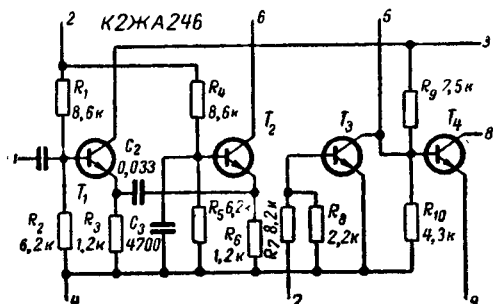 К2ЖА246
2
6
5
3
R1
8,6к
R4
8,6к
R9 7,5к
C2
0,033
T2
T3
T4
8
1
T1
R2
6,2к
R3
1,2к
C3
4700
R5 6,2к
R6
1,2к
R7 8,2к
R8
2,2к
R10
4,3к
4
7
9